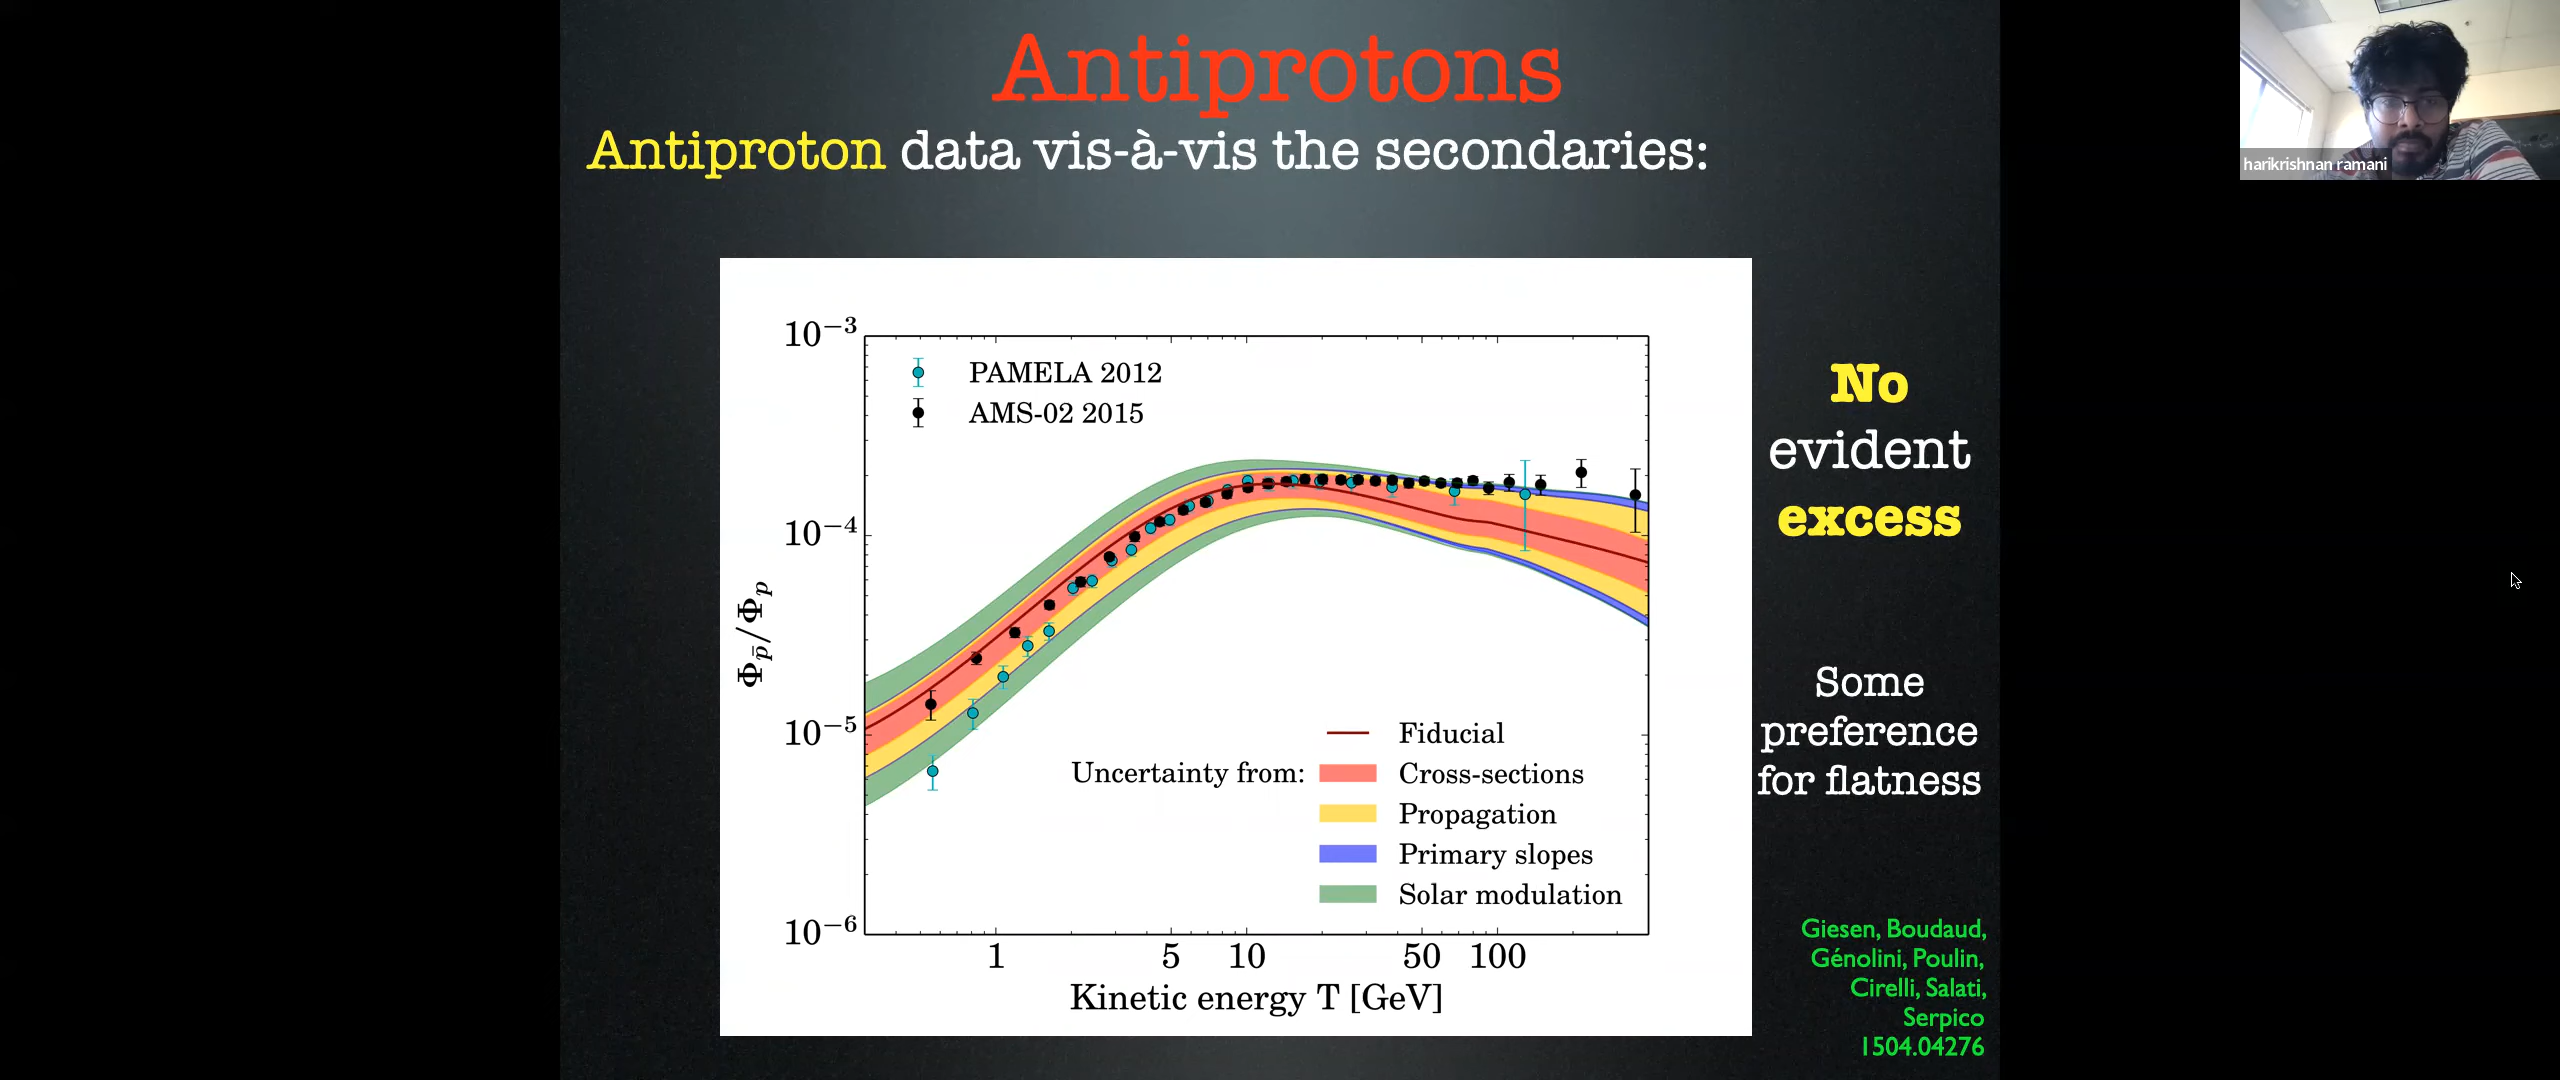 Antiprotons
Antiproton data vis-à-vis the secondaries:
harikrishnan ramani
10⁻³
10⁻⁴
10⁻⁵
10⁻⁶
Φp̄/Φp
PAMELA 2012
AMS-02 2015
Fiducial
Uncertainty from:
Cross-sections
Propagation
Primary slopes
Solar modulation
1 5 10 50 100
Kinetic energy T [GeV]
No
evident
excess
Some
preference
for flatness
Giesen, Boudaud,
Génolini, Poulin,
Cirelli, Salati,
Serpico
1504.04276